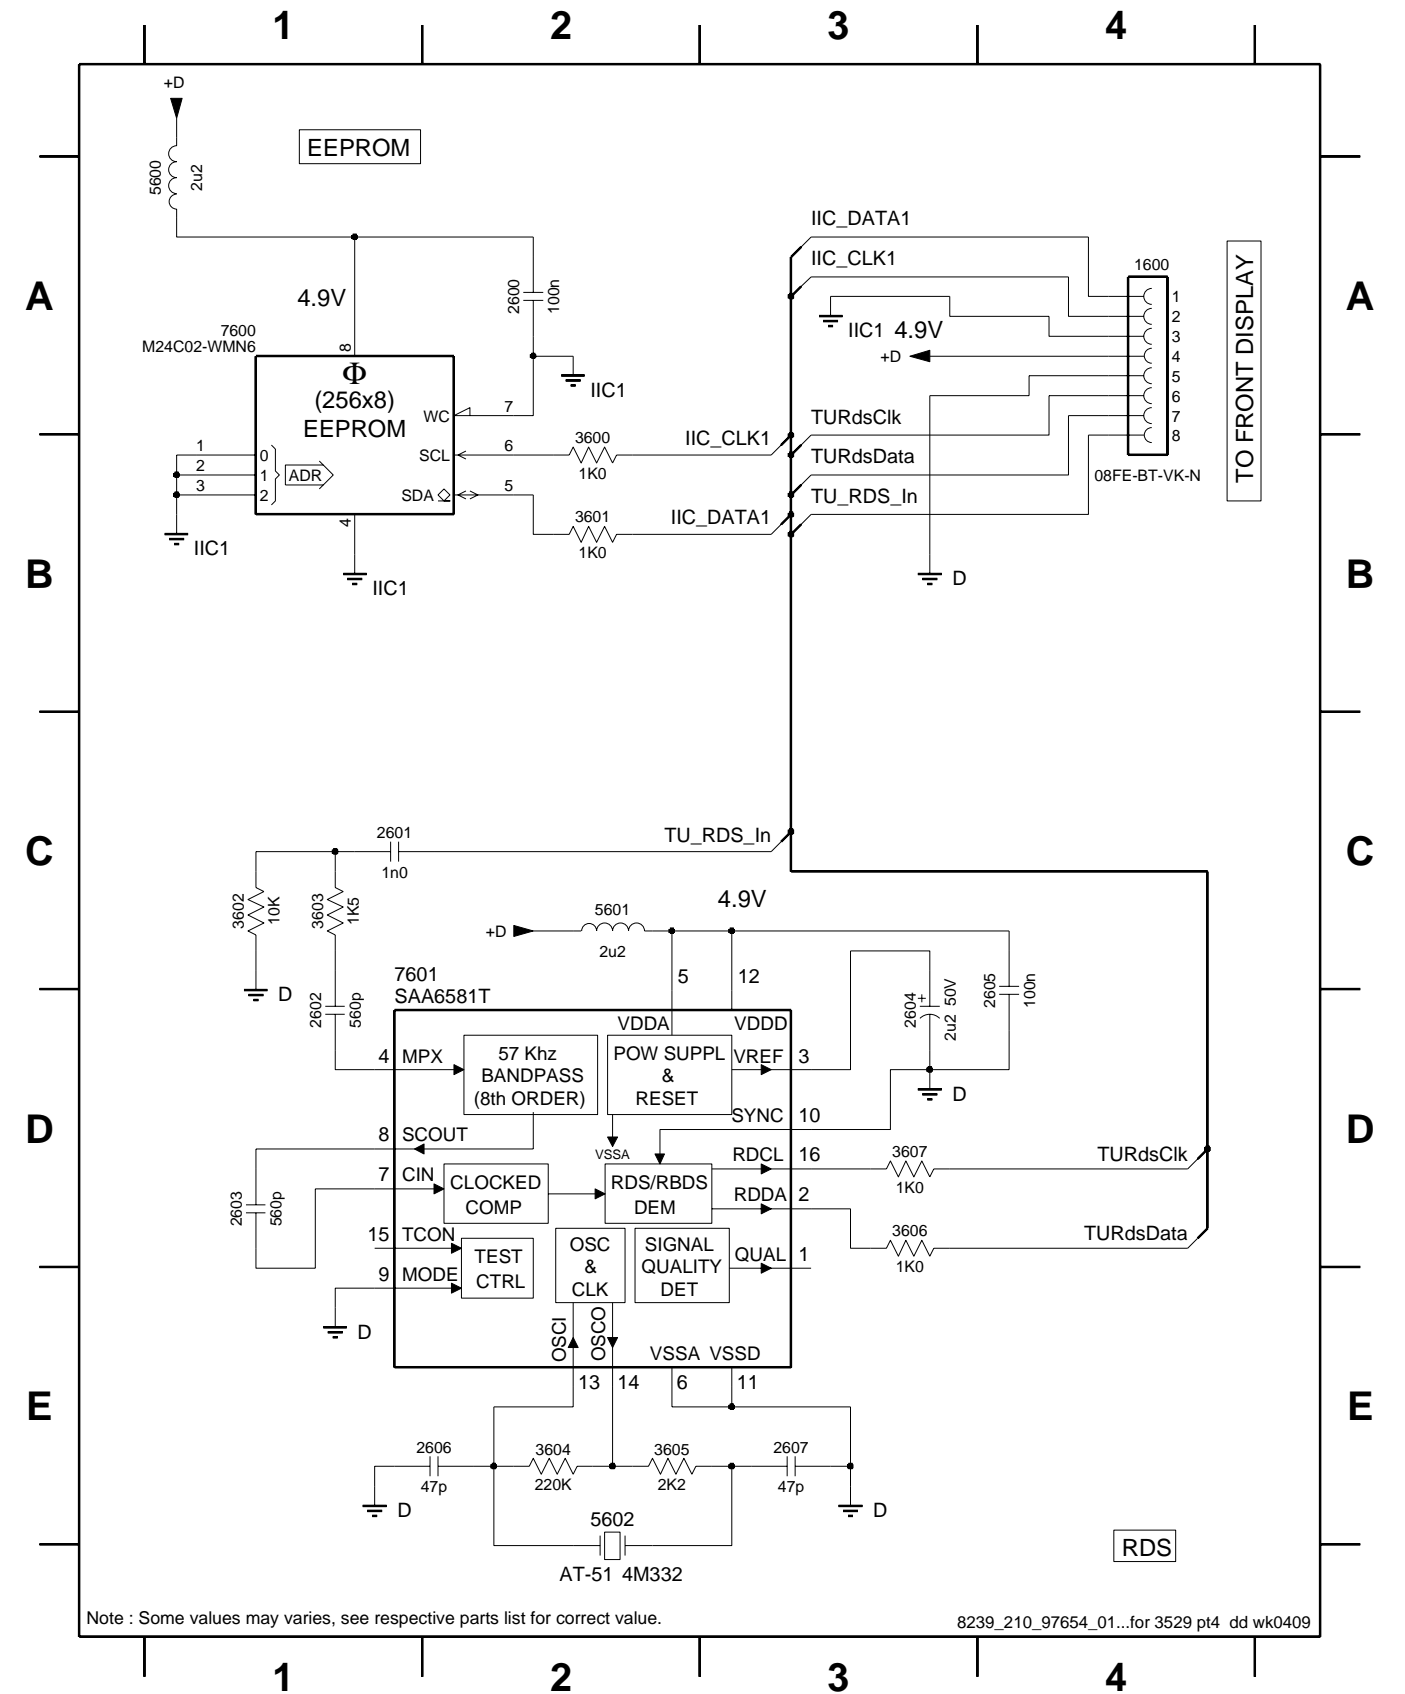 1 2 3 4
+D
EEPROM
5600
2u2
IIC_DATA1
IIC_CLK1
1600
A A
4.9V
2600
100n
1
2
3
4
5
6
7
8
TO FRONT DISPLAY
IIC1 4.9V
+D
7600
M24C02-WMN6
8
Φ
(256x8)
EEPROM
IIC1
WC 7
TURdsClk
IIC_CLK1
3600
1 0
SCL 6
TURdsData
1K0
2 1 ADR
08FE-BT-VK-N
3 2
SDA 5
TU_RDS_In
3601
IIC_DATA1
4
1K0
IIC1
B B
IIC1
D
C C
2601
TU_RDS_In
1n0
3602
10K
3603
1K5
4.9V
5601
+D
2u2
5 12
D
7601
SAA6581T
2602
560p
2604
+
2u2 50V
2605
100n
VDDA VDDD
4 MPX
57 Khz
BANDPASS
(8th ORDER)
POW SUPPL
&
RESET
VREF 3
D
SYNC 10
D D
8 SCOUT
VSSA
RDCL 16
3607
1K0
TURdsClk
7 CIN
CLOCKED
COMP
RDS/RBDS
DEM
RDDA 2
2603
560p
3606
1K0
TURdsData
15 TCON
TEST
CTRL
OSC
&
CLK
SIGNAL
QUALITY
DET
QUAL 1
9 MODE
D
OSCI
OSCO
VSSA VSSD
13 14 6 11
E E
2606
47p
3604
220K
3605
2K2
2607
47p
D D
5602
AT-51 4M332
RDS
Note : Some values may varies, see respective parts list for correct value.
8239_210_97654_01...for 3529 pt4 dd wk0409
1 2 3 4